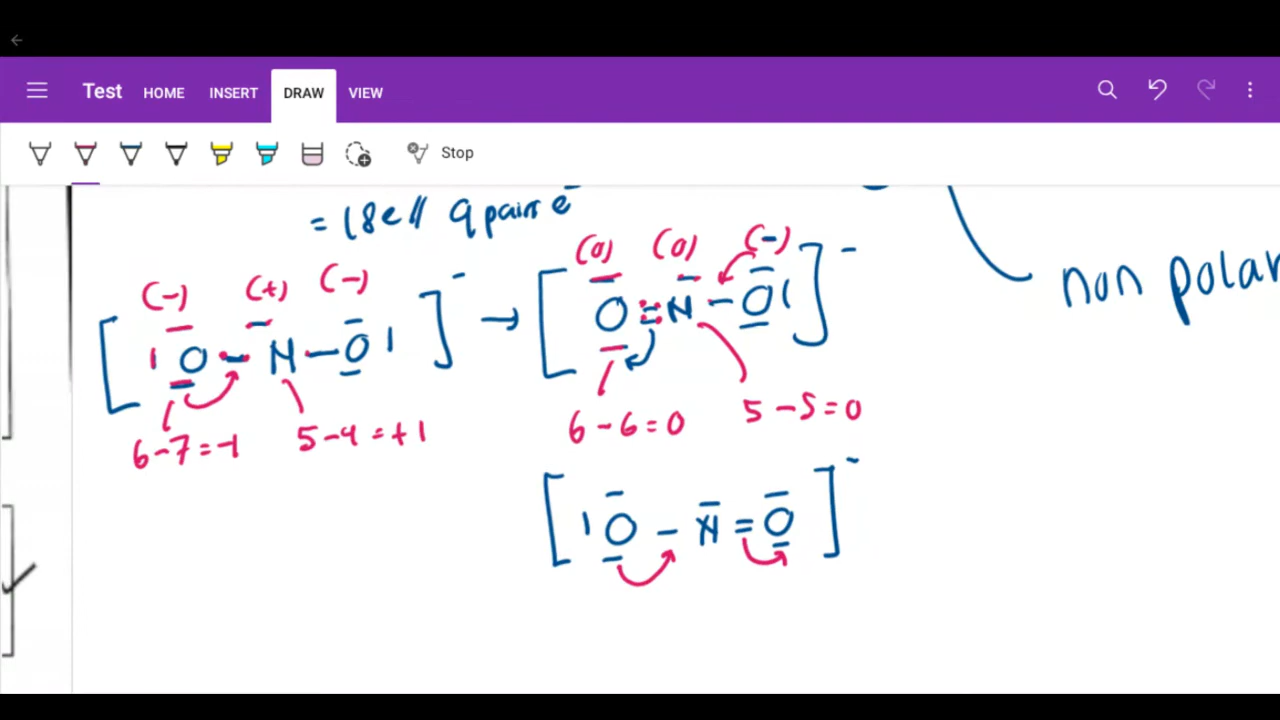 Test HOME INSERT DRAW VIEW
Stop
= 18e// 9 pairs e⁻
(-) (+) (-)
[ |O - N - O| ]⁻ → [ O = N - O| ]⁻
(0) (0) (-)
non polar
6-7=-1 5-4=+1
6-6=0 5-5=0
[ |O - N = O ]⁻